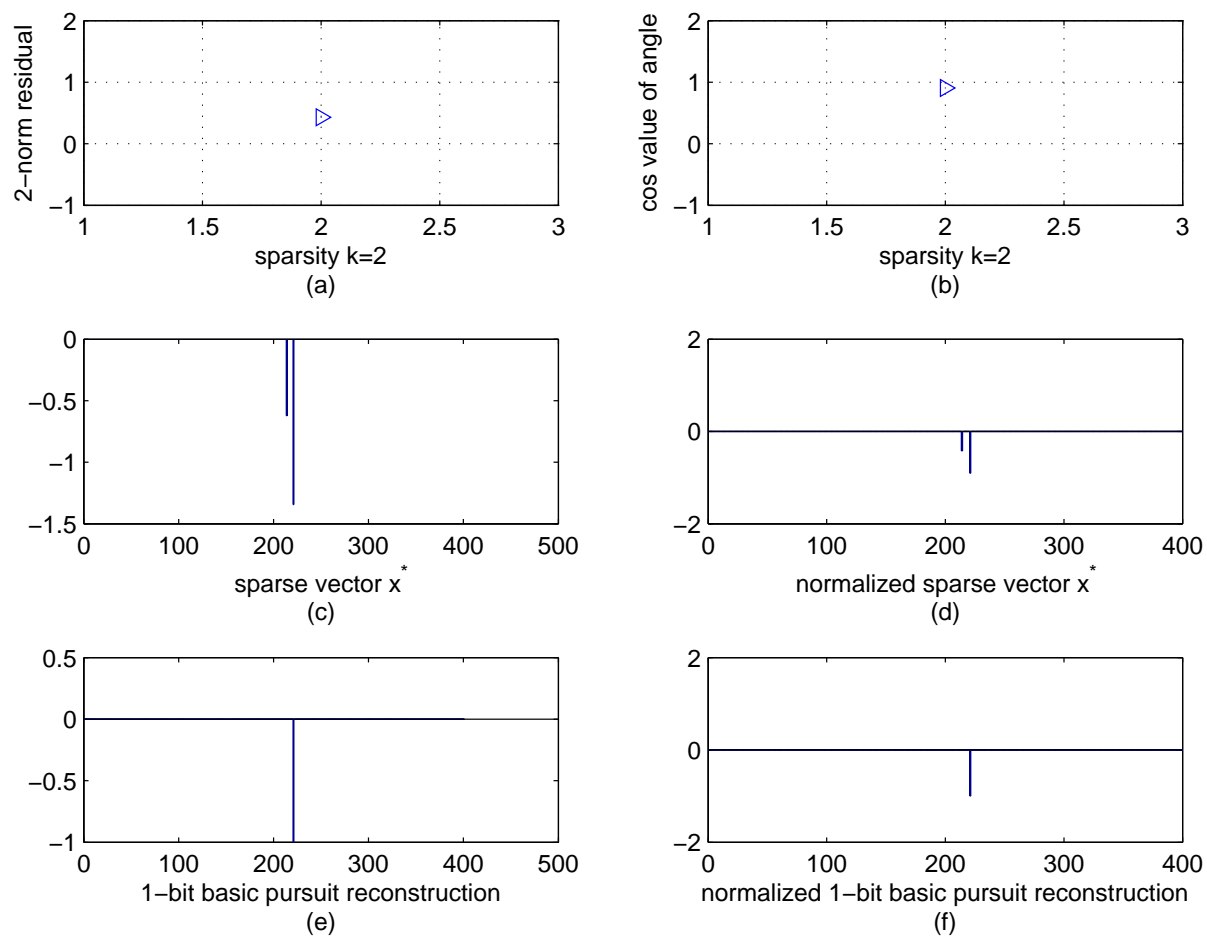 2
1
0
−1
2−norm residual
1 1.5 2 2.5 3
sparsity k=2
(a)
2
1
0
−1
cos value of angle
1 1.5 2 2.5 3
sparsity k=2
(b)
0
−0.5
−1
−1.5
0 100 200 300 400 500
sparse vector x*
(c)
2
0
−2
0 100 200 300 400
normalized sparse vector x*
(d)
0.5
0
−0.5
−1
0 100 200 300 400 500
1−bit basic pursuit reconstruction
(e)
2
0
−2
0 100 200 300 400
normalized 1−bit basic pursuit reconstruction
(f)